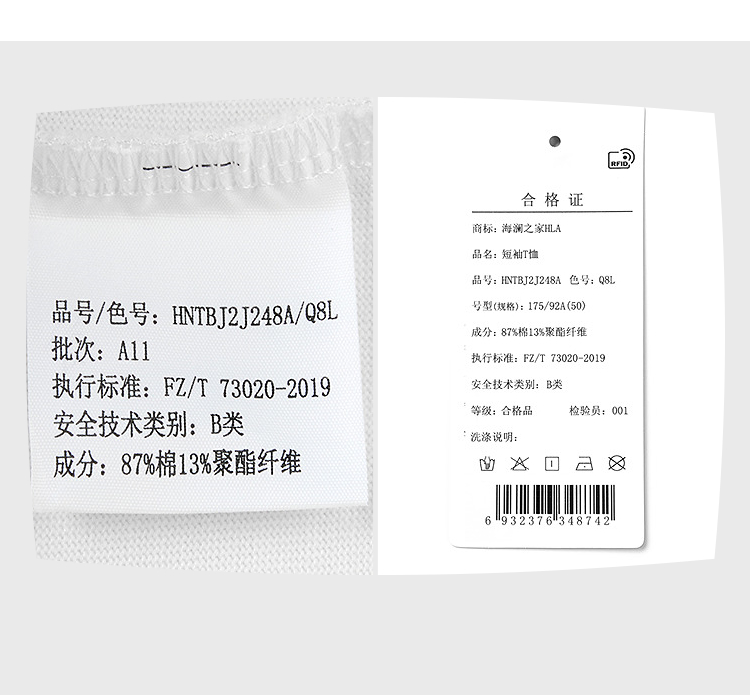 品号/色号: HNTBJ2J248A/Q8L
批次: A11
执行标准: FZ/T 73020-2019
安全技术类别: B类
成分: 87%棉13%聚酯纤维
RFID
合格证
商标: 海澜之家HLA
品名: 短袖T恤
品号: HNTBJ2J248A 色号: Q8L
号型(规格): 175/92A(50)
成分: 87%棉13%聚酯纤维
执行标准: FZ/T 73020-2019
安全技术类别: B类
等级: 合格品 检验员: 001
洗涤说明:
6 932376 348742